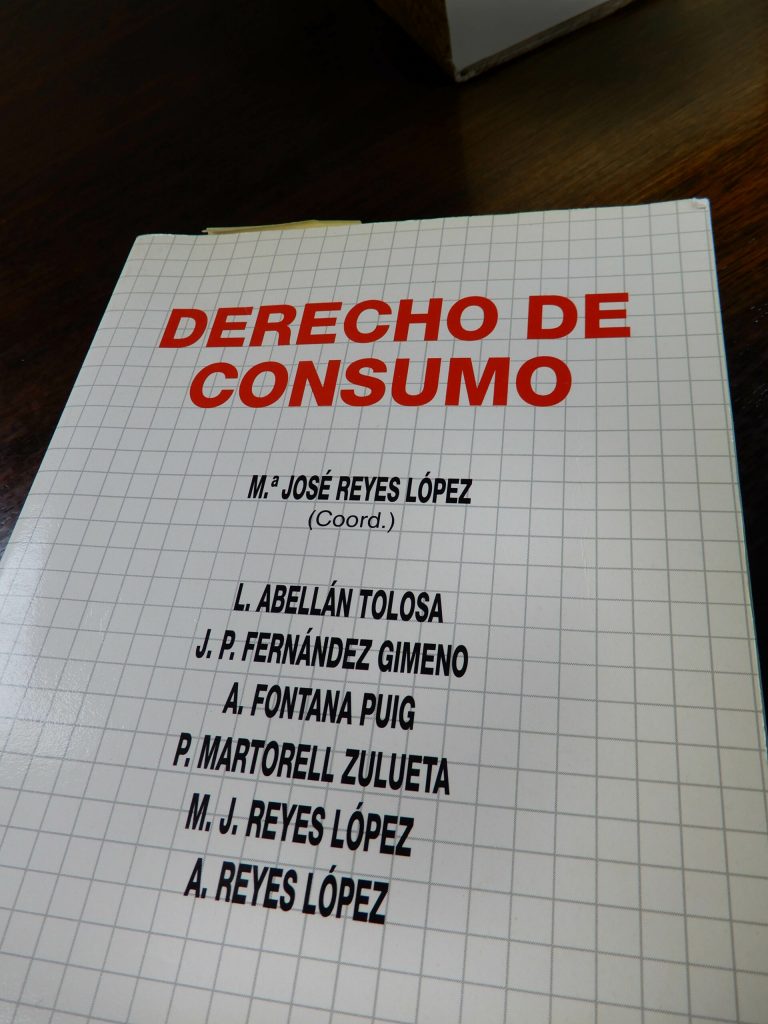 DERECHO DE
CONSUMO
M.ª JOSÉ REYES LÓPEZ
(Coord.)
L. ABELLÁN TOLOSA
J. P. FERNÁNDEZ GIMENO
A. FONTANA PUIG
P. MARTORELL ZULUETA
M. J. REYES LÓPEZ
A. REYES LÓPEZ